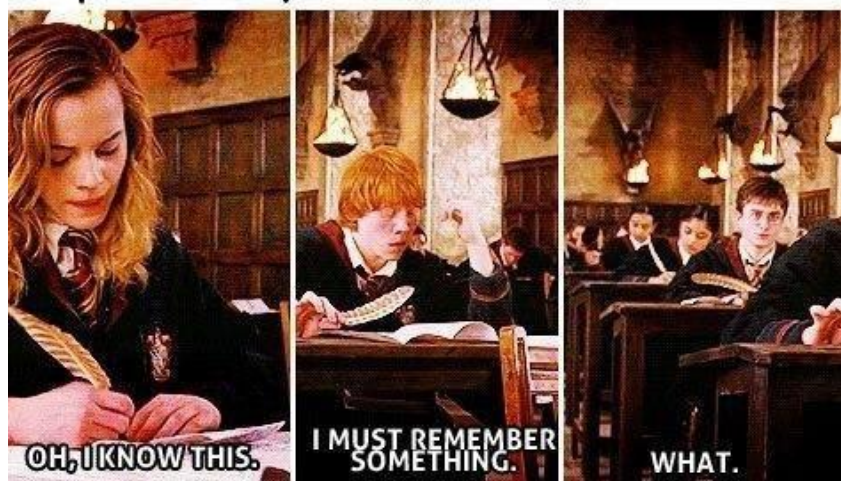 OH, I KNOW THIS.
I MUST REMEMBER
SOMETHING.
WHAT.